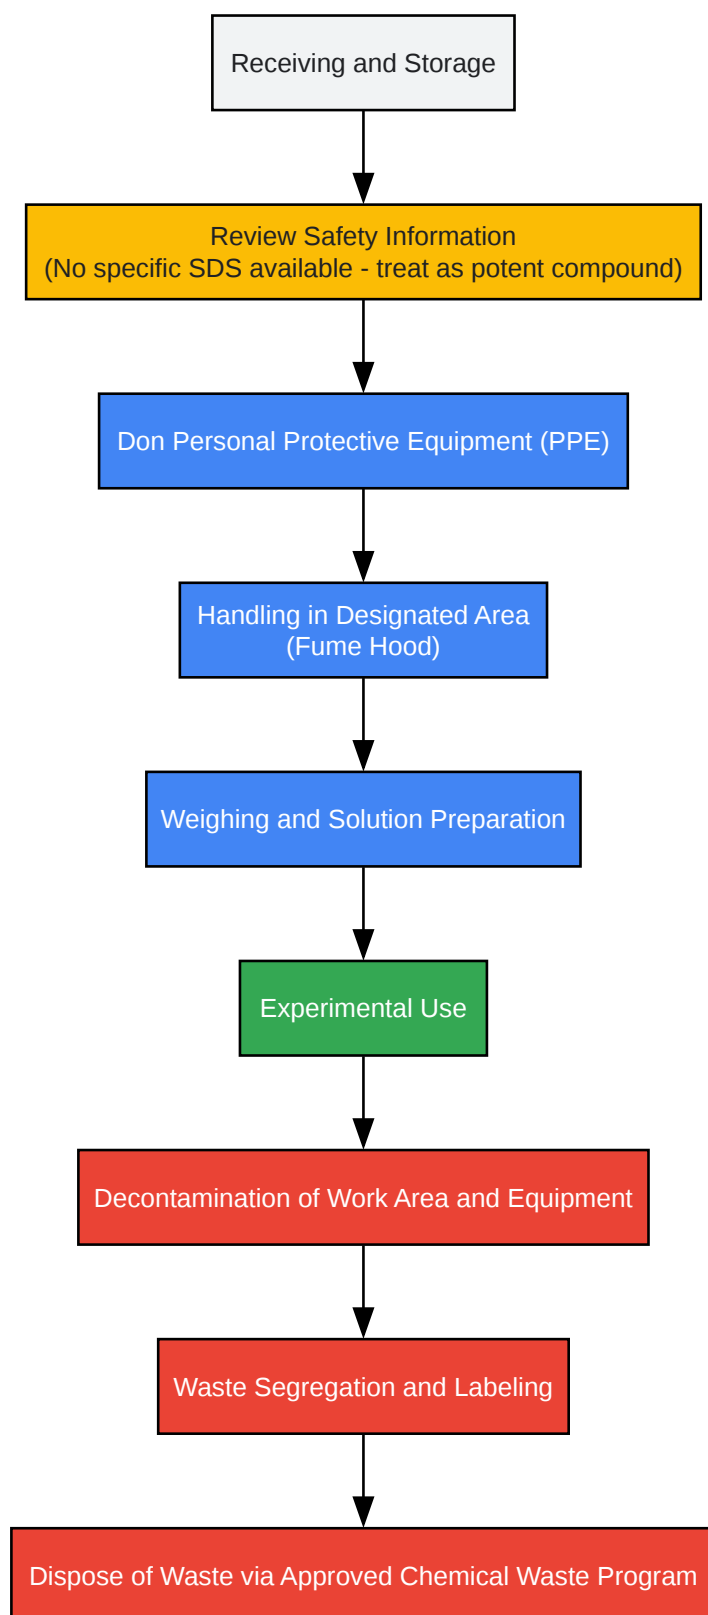 Receiving and Storage
Review Safety Information
(No specific SDS available - treat as potent compound)
Don Personal Protective Equipment (PPE)
Handling in Designated Area
(Fume Hood)
Weighing and Solution Preparation
Experimental Use
Decontamination of Work Area and Equipment
Waste Segregation and Labeling
Dispose of Waste via Approved Chemical Waste Program